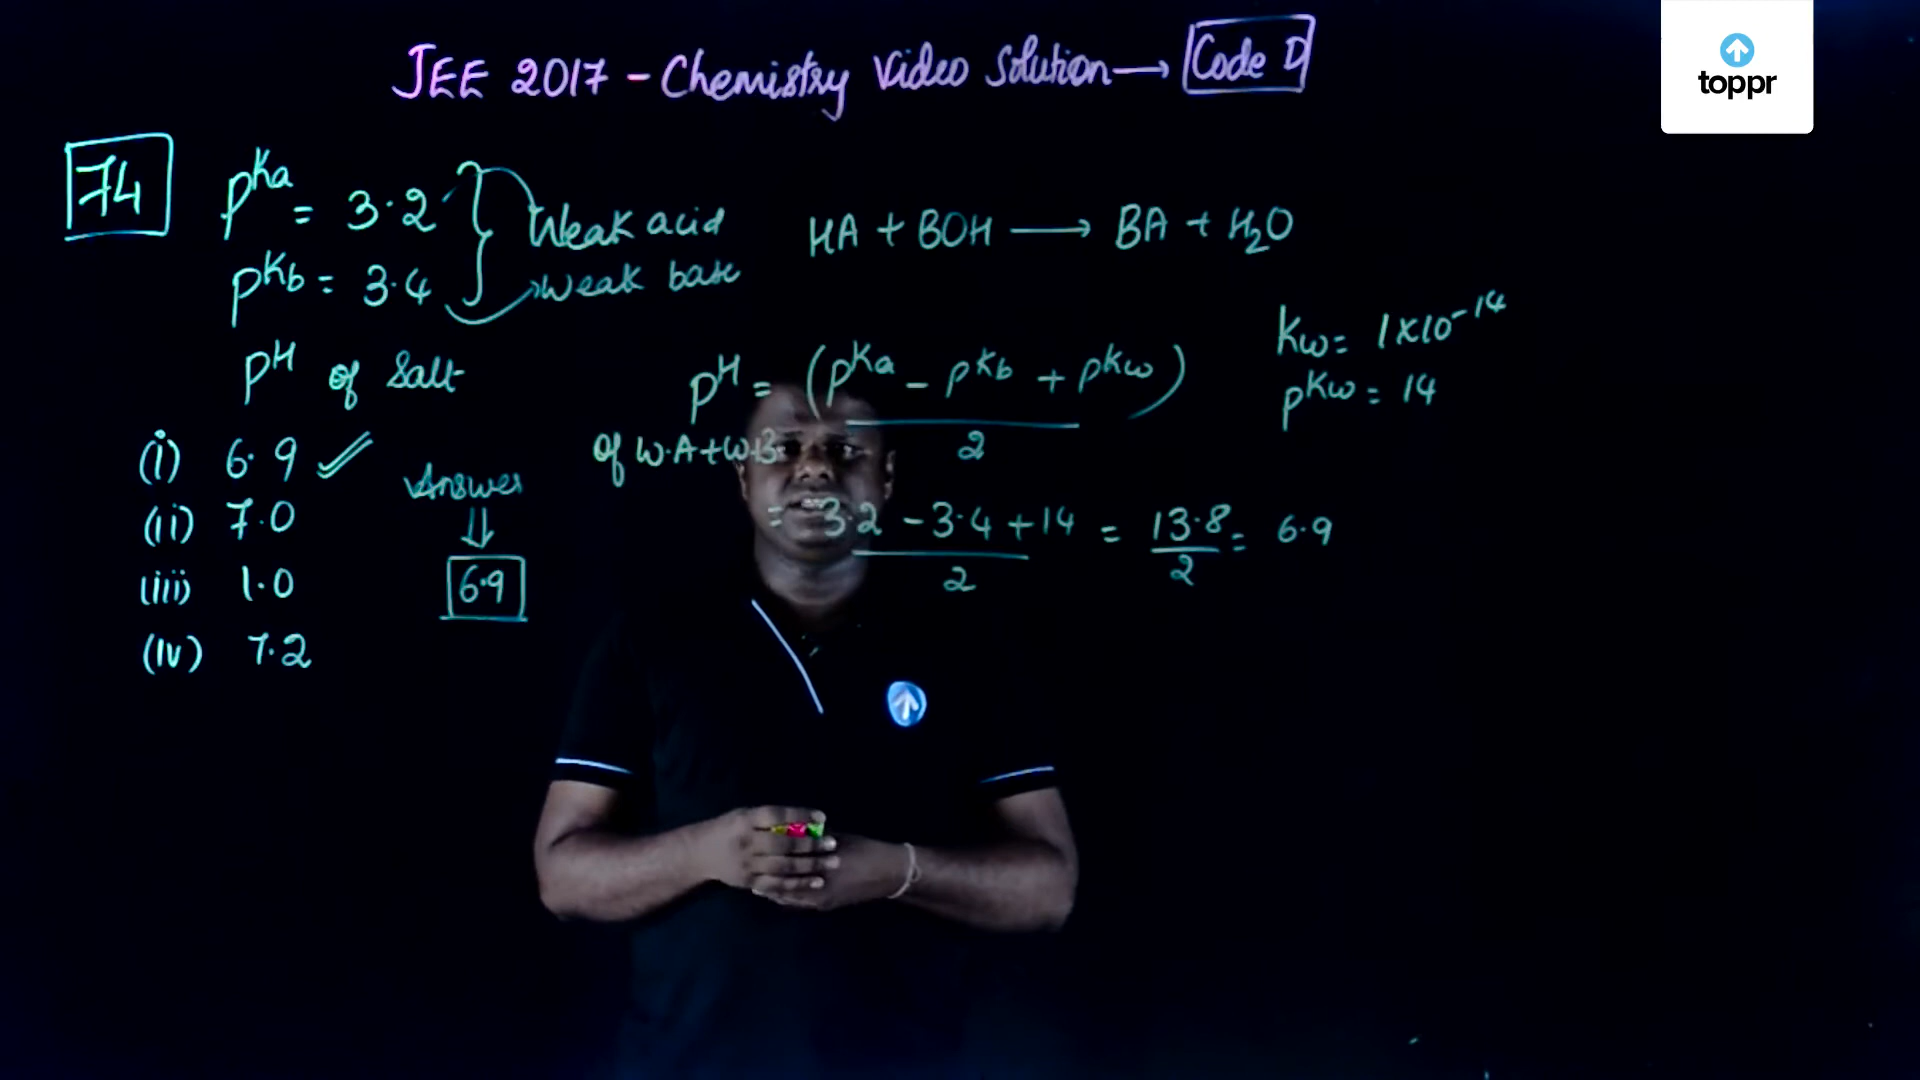 JEE 2017 - Chemistry Video Solution → Code D
toppr
74
pKa = 3.2
pKb = 3.4
Weak acid
Weak base
HA + BOH → BA + H₂O
pH of Salt
Kw = 1×10⁻¹⁴
pKw = 14
pH = (pKa - pKb + pKw)
of W.A+W.B
2
(i) 6.9 ✓
(ii) 7.0
(iii) 1.0
(iv) 7.2
Answer
⇓
6.9
= 3.2 - 3.4 + 14 = 13.8 = 6.9
2 2